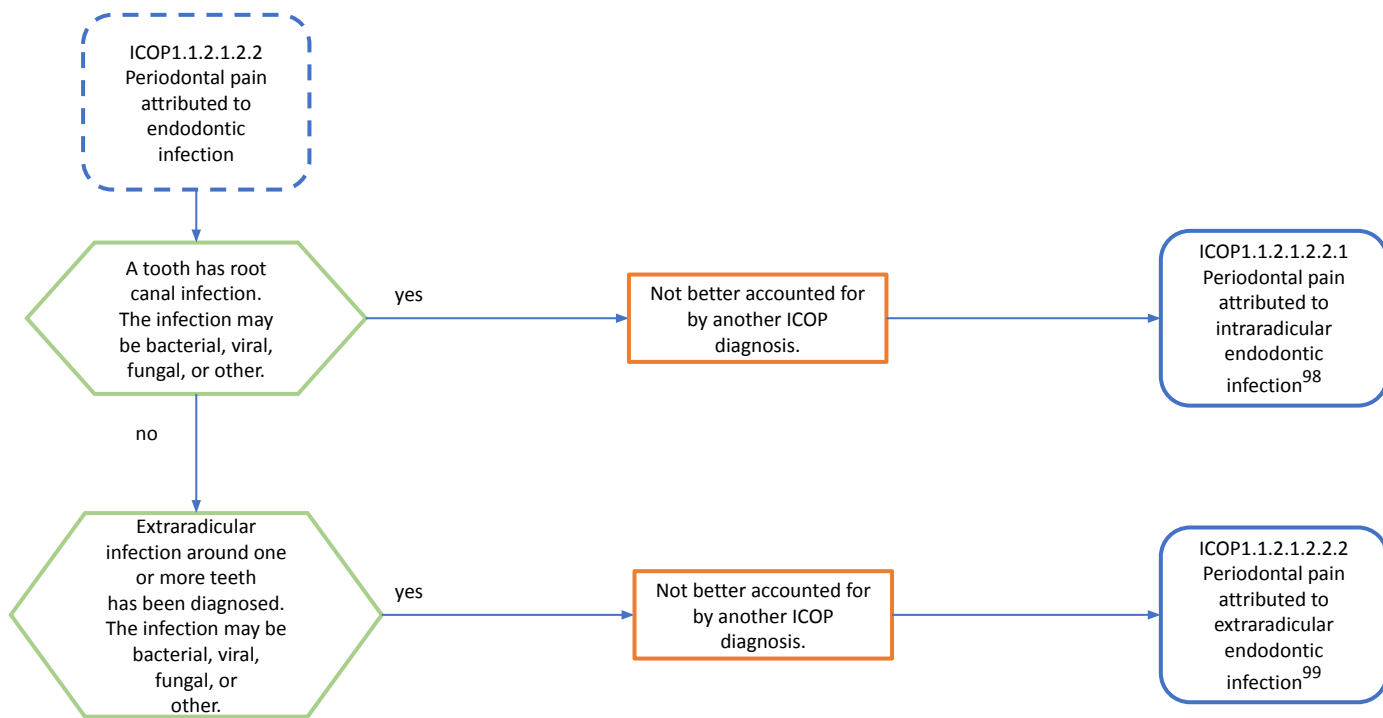 ICOP1.1.2.1.2.2
Periodontal pain
attributed to
endodontic
infection
A tooth has root
canal infection.
The infection may
be bacterial, viral,
fungal, or other.
yes
Not better accounted for
by another ICOP
diagnosis.
ICOP1.1.2.1.2.2.1
Periodontal pain
attributed to
intraradicular
endodontic
infection98
no
Extraradicular
infection around one
or more teeth
has been diagnosed.
The infection may be
bacterial, viral,
fungal, or
other.
yes
Not better accounted for
by another ICOP
diagnosis.
ICOP1.1.2.1.2.2.2
Periodontal pain
attributed to
extraradicular
endodontic
infection99